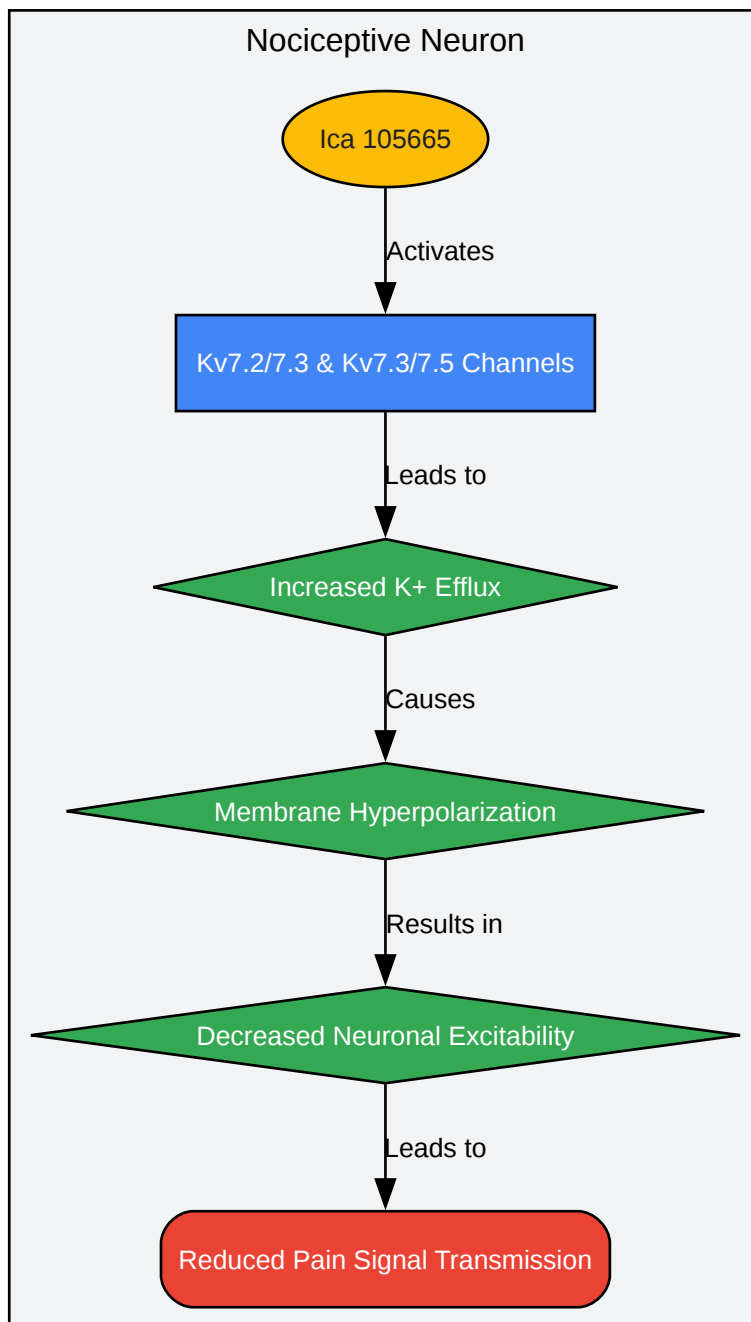 Nociceptive Neuron
Ica 105665
Activates
Kv7.2/7.3 & Kv7.3/7.5 Channels
Leads to
Increased K+ Efflux
Causes
Membrane Hyperpolarization
Results in
Decreased Neuronal Excitability
Leads to
Reduced Pain Signal Transmission